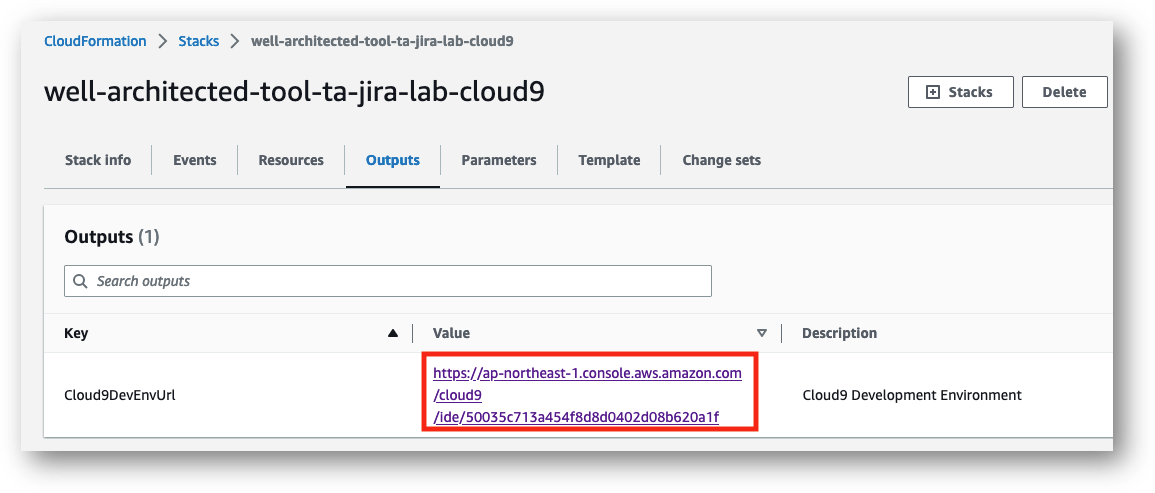 CloudFormation > Stacks > well-architected-tool-ta-jira-lab-cloud9
well-architected-tool-ta-jira-lab-cloud9
Stacks
Delete
Stack info
Events
Resources
Outputs
Parameters
Template
Change sets
Outputs (1)
Search outputs
Key
Value
Description
Cloud9DevEnvUrl
https://ap-northeast-1.console.aws.amazon.com
/cloud9
/ide/50035c713a454f8d8d0402d08b620a1f
Cloud9 Development Environment